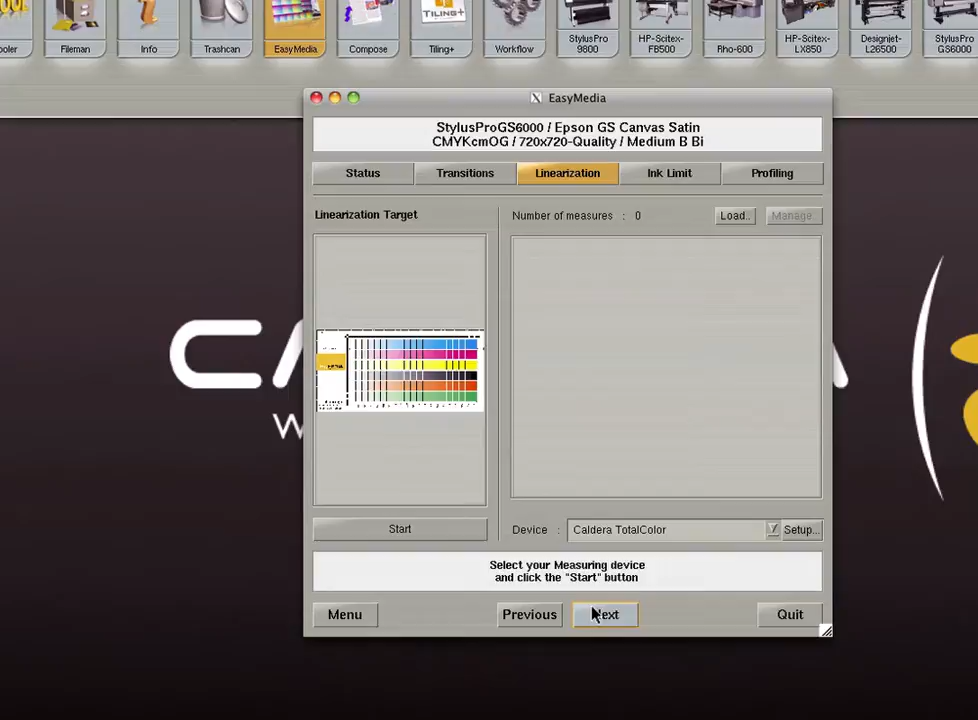 Fileman
Info
Trashcan
EasyMedia
Compose
Tiling+
Workflow
StylusPro
9800
HP-Scitex-
FB500
Rho-600
HP-Scitex-
LX850
Designjet-
L26500
StylusPro
GS6000
TILING+
EasyMedia
StylusProGS6000 / Epson GS Canvas Satin
CMYKcmOG / 720x720-Quality / Medium B Bi
Status
Transitions
Linearization
Ink Limit
Profiling
Linearization Target
Number of measures : 0
Load..
Manage
Start
Device :
Caldera TotalColor
Setup...
Select your Measuring device
and click the "Start" button
Menu
Previous
Next
Quit